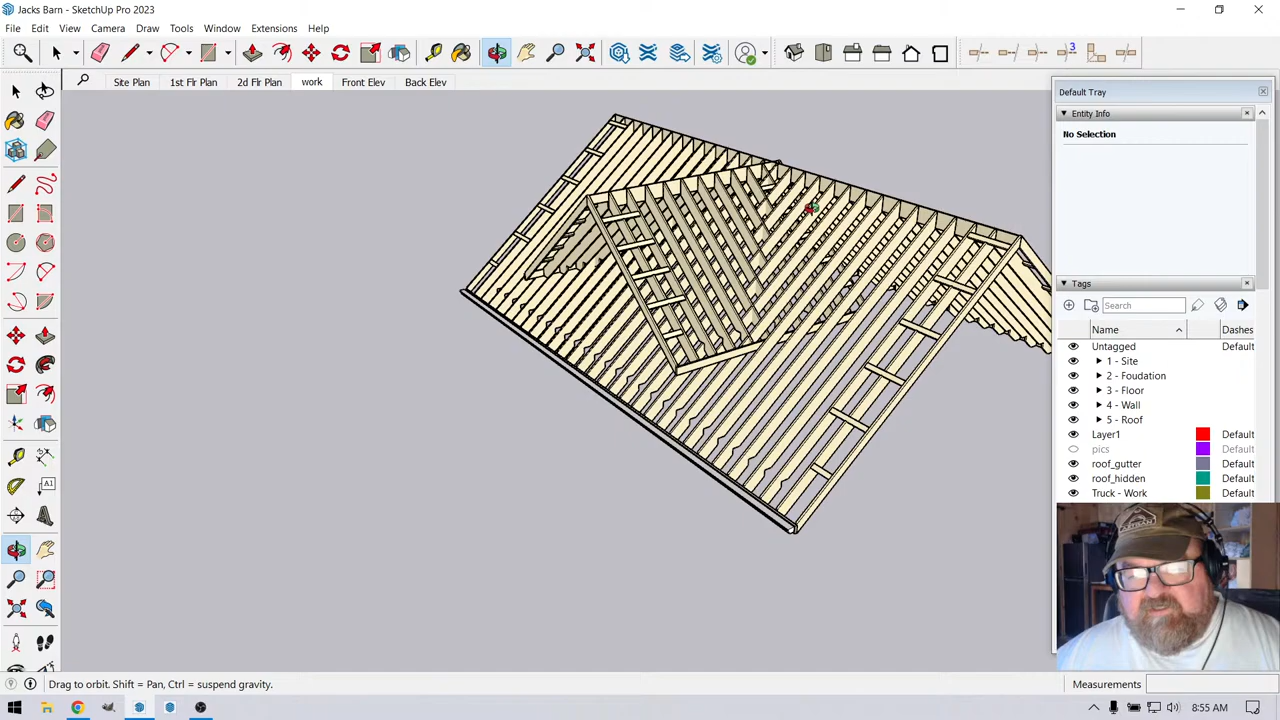 Jacks Barn - SketchUp Pro 2023
File Edit View Camera Draw Tools Window Extensions Help
3
Site Plan 1st Flr Plan 2d Flr Plan work Front Elev Back Elev
Default Tray
Entity Info
No Selection
Tags
Search
Name Dashes
Untagged Default
1 - Site
2 - Foudation
3 - Floor
4 - Wall
5 - Roof
Layer1 Default
pics Default
roof_gutter Default
roof_hidden Default
Truck - Work Default
A1
ARTISAN
Drag to orbit. Shift = Pan, Ctrl = suspend gravity.
Measurements
8:55 AM